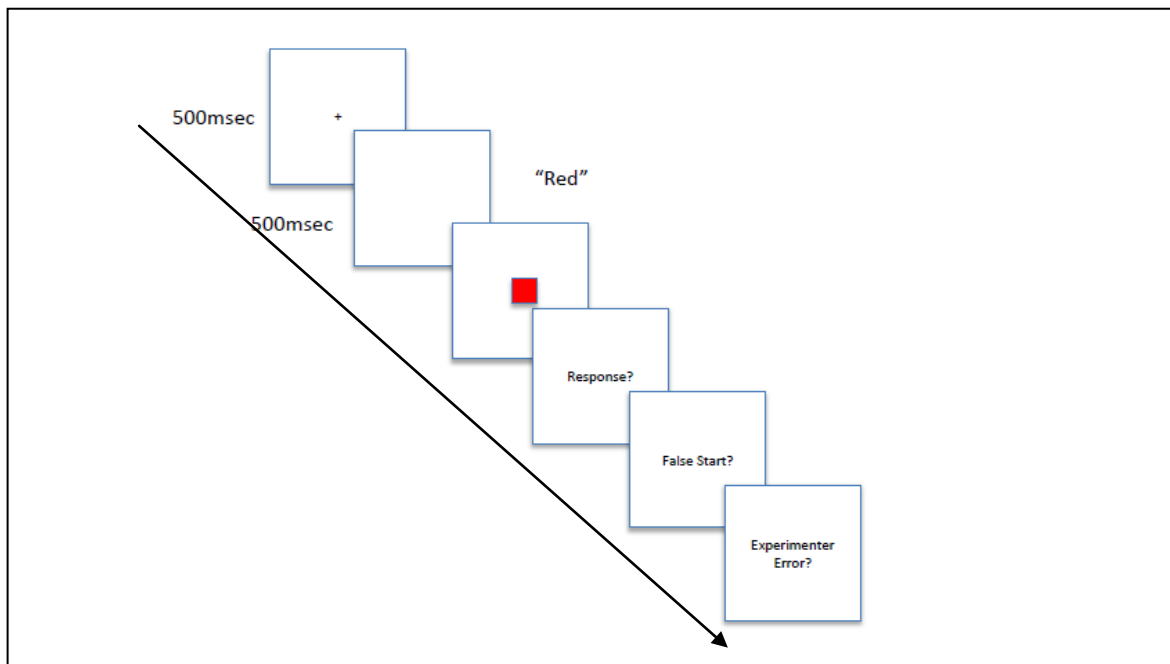 500msec
+
“Red”
500msec
Response?
False Start?
Experimenter
Error?